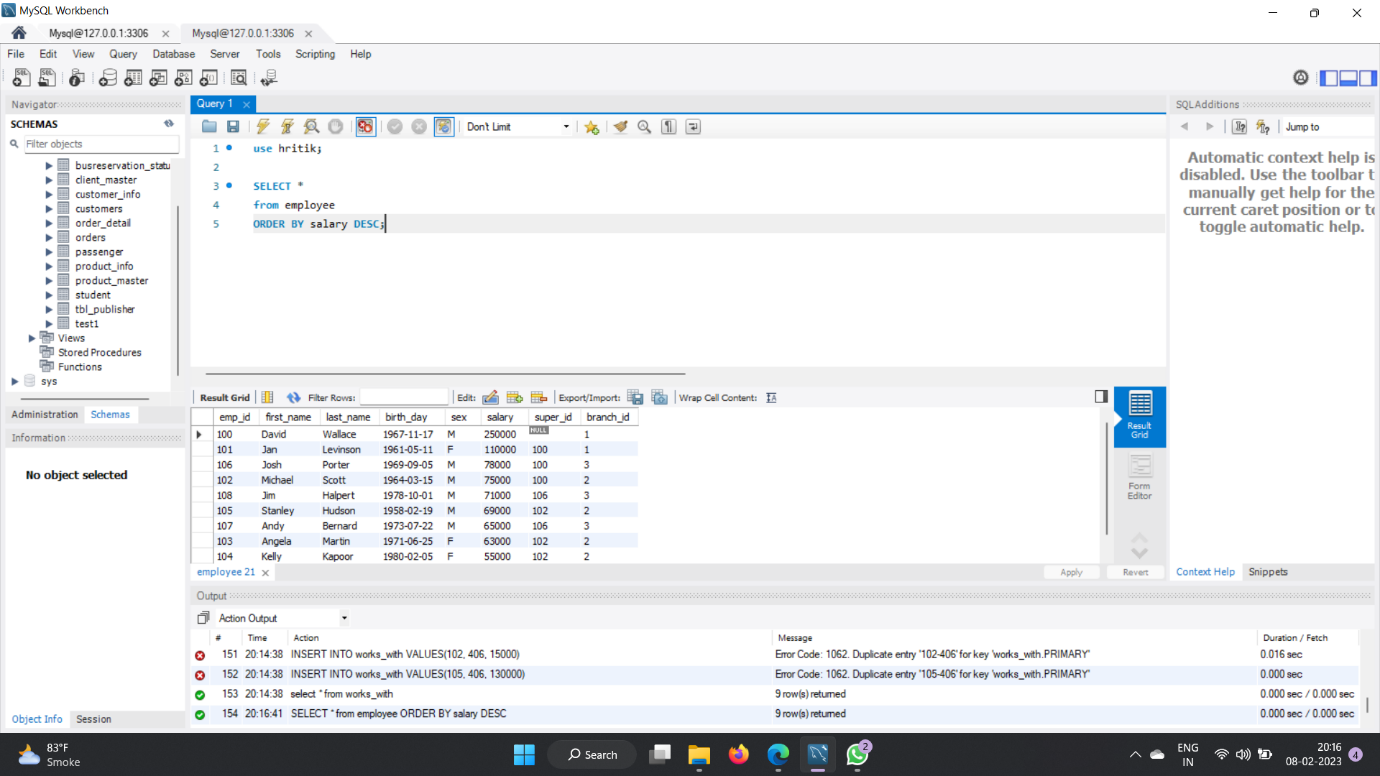 MySQL Workbench
Mysql@127.0.0.1:3306 Mysql@127.0.0.1:3306
File Edit View Query Database Server Tools Scripting Help
Navigator
SCHEMAS
Filter objects
busreservation_statu
client_master
customer_info
customers
order_detail
orders
passenger
product_info
product_master
student
tbl_publisher
test1
Views
Stored Procedures
Functions
sys
Administration Schemas
Information
No object selected
Object Info Session
Query 1
Don't Limit
1 use hritik;
2
3 SELECT *
4 from employee
5 ORDER BY salary DESC;
Result Grid Filter Rows: Edit: Export/Import: Wrap Cell Content:
emp_id first_name last_name birth_day sex salary super_id branch_id
100 David Wallace 1967-11-17 M 250000 NULL 1
101 Jan Levinson 1961-05-11 F 110000 100 1
106 Josh Porter 1969-09-05 M 78000 100 3
102 Michael Scott 1964-03-15 M 75000 100 2
108 Jim Halpert 1978-10-01 M 71000 106 3
105 Stanley Hudson 1958-02-19 M 69000 102 2
107 Andy Bernard 1973-07-22 M 65000 106 3
103 Angela Martin 1971-06-25 F 63000 102 2
104 Kelly Kapoor 1980-02-05 F 55000 102 2
Result
Grid
Form
Editor
employee 21 Apply Revert
SQLAdditions
Jump to
Automatic context help is
disabled. Use the toolbar t
manually get help for the
current caret position or to
toggle automatic help.
Context Help Snippets
Output
Action Output
# Time Action Message Duration / Fetch
151 20:14:38 INSERT INTO works_with VALUES(102, 406, 15000) Error Code: 1062. Duplicate entry '102-406' for key 'works_with.PRIMARY' 0.016 sec
152 20:14:38 INSERT INTO works_with VALUES(105, 406, 130000) Error Code: 1062. Duplicate entry '105-406' for key 'works_with.PRIMARY' 0.000 sec
153 20:14:38 select * from works_with 9 row(s) returned 0.000 sec / 0.000 sec
154 20:16:41 SELECT * from employee ORDER BY salary DESC 9 row(s) returned 0.000 sec / 0.000 sec
83°F
Smoke
Search
2
ENG
IN
20:16
08-02-2023
4